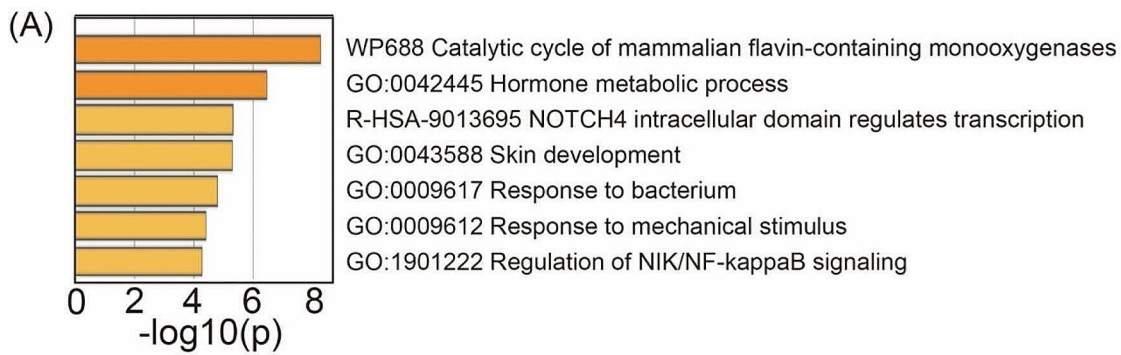 (A)
WP688 Catalytic cycle of mammalian flavin-containing monooxygenases
GO:0042445 Hormone metabolic process
R-HSA-9013695 NOTCH4 intracellular domain regulates transcription
GO:0043588 Skin development
GO:0009617 Response to bacterium
GO:0009612 Response to mechanical stimulus
GO:1901222 Regulation of NIK/NF-kappaB signaling
0 2 4 6 8
-log10(p)